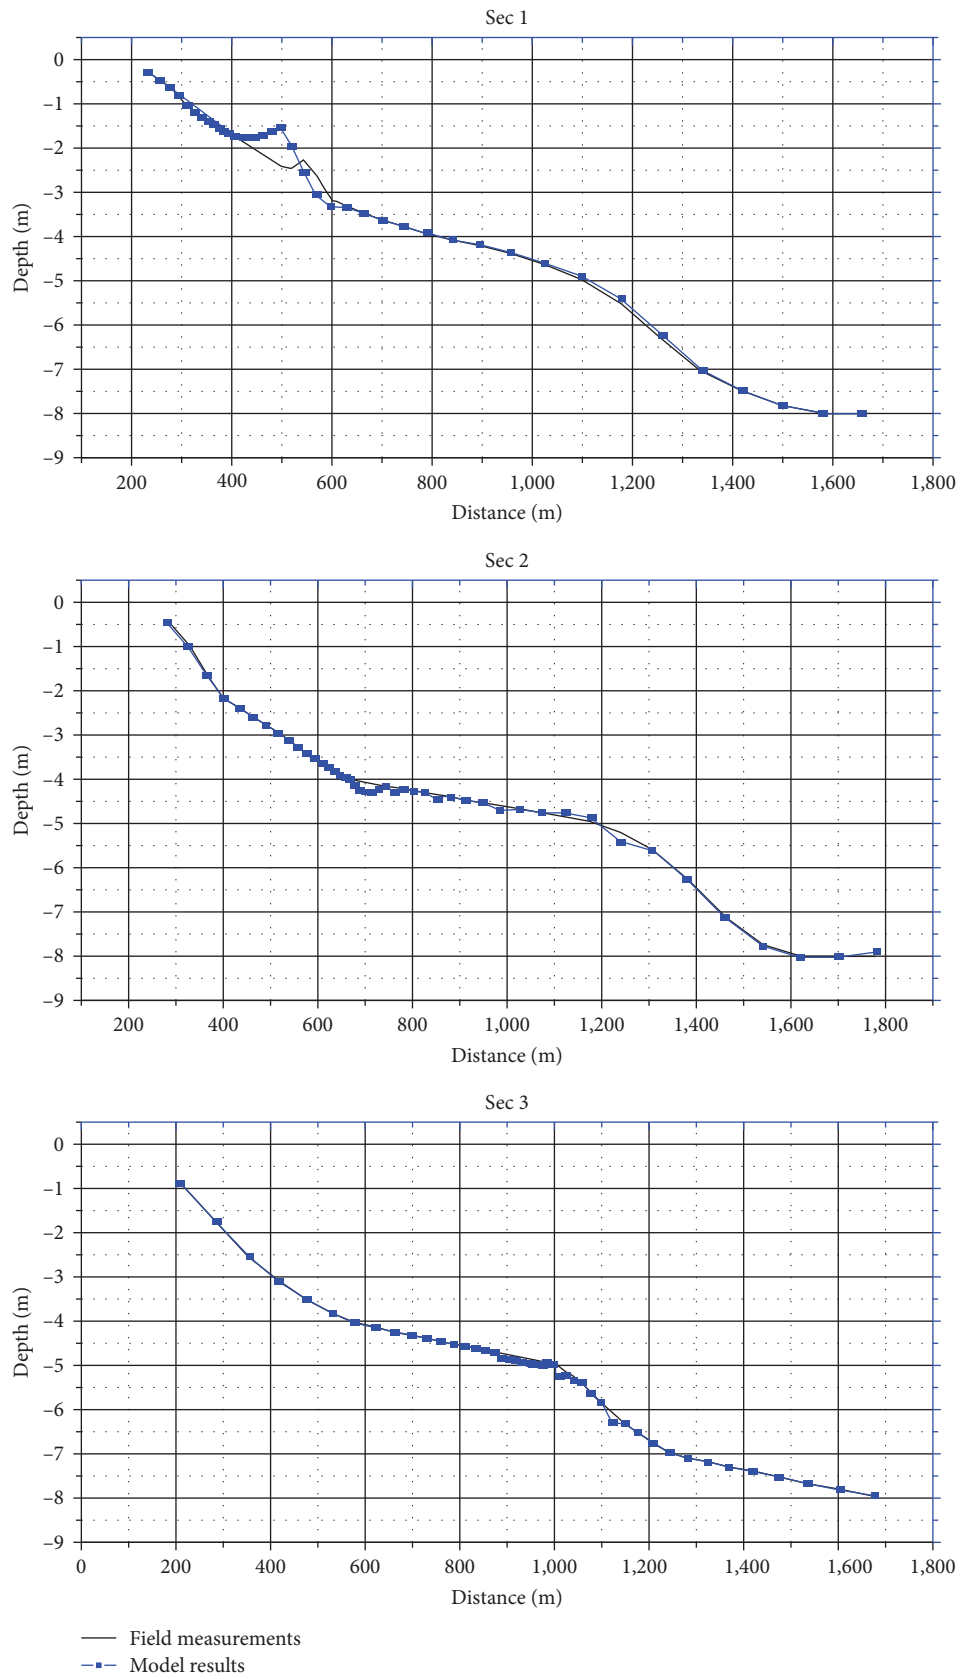 Sec 1
0
–1
–2
–3
–4
–5
–6
–7
–8
–9
Depth (m)
200 400 600 800 1,000 1,200 1,400 1,600 1,800
Distance (m)
Sec 2
0
–1
–2
–3
–4
–5
–6
–7
–8
–9
Depth (m)
200 400 600 800 1,000 1,200 1,400 1,600 1,800
Distance (m)
Sec 3
0
–1
–2
–3
–4
–5
–6
–7
–8
–9
Depth (m)
0 200 400 600 800 1,000 1,200 1,400 1,600 1,800
Distance (m)
Field measurements
Model results